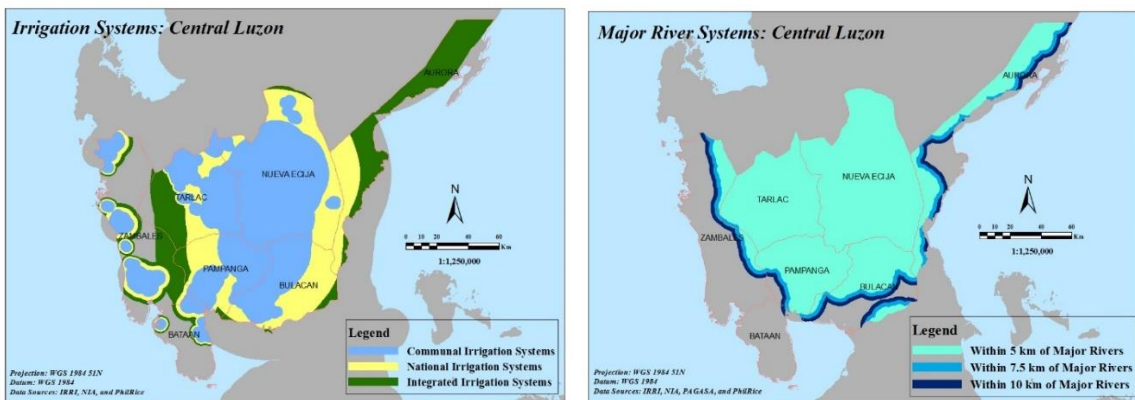 Irrigation Systems: Central Luzon
AURORA
NUEVA ECIJA
TARLAC
ZAMBALES
PAMPANGA
BULACAN
BATAAN
N
0 10 20 40 60
Km
1:1,250,000
Legend
Communal Irrigation Systems
National Irrigation Systems
Integrated Irrigation Systems
Projection: WGS 1984 51N
Datum: WGS 1984
Data Sources: IRRI, NIA, and PhilRice
Major River Systems: Central Luzon
AURORA
NUEVA ECIJA
TARLAC
ZAMBALES
PAMPANGA
BULACAN
BATAAN
N
0 10 20 40 60
Km
1:1,250,000
Legend
Within 5 km of Major Rivers
Within 7.5 km of Major Rivers
Within 10 km of Major Rivers
Projection: WGS 1984 51N
Datum: WGS 1984
Data Sources: IRRI, NIA, PAGASA, and PhilRice